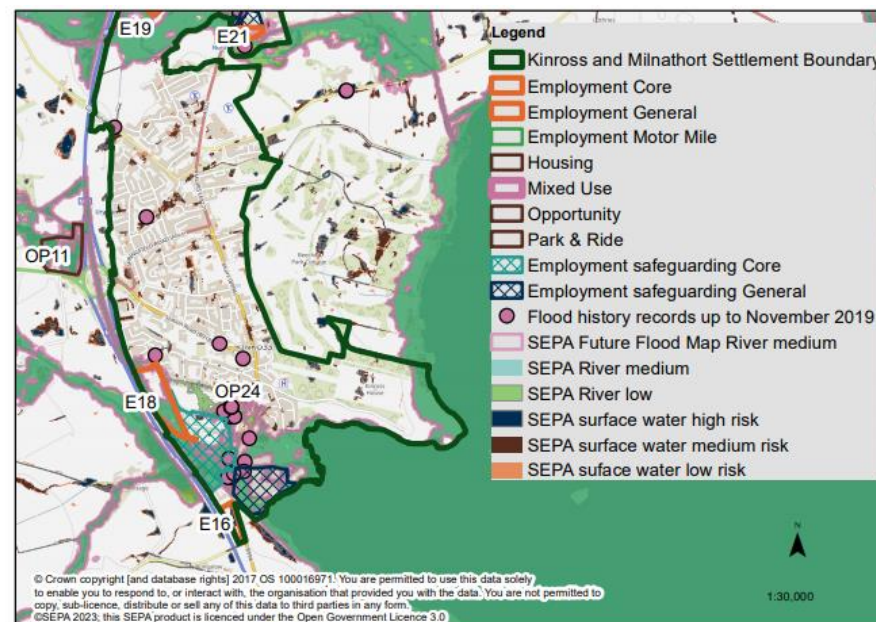 E19
E21
OP11
KINROSS
OP24
E18
E16
Legend
Kinross and Milnathort Settlement Boundary
Employment Core
Employment General
Employment Motor Mile
Housing
Mixed Use
Opportunity
Park & Ride
Employment safeguarding Core
Employment safeguarding General
Flood history records up to November 2019
SEPA Future Flood Map River medium
SEPA River medium
SEPA River low
SEPA surface water high risk
SEPA surface water medium risk
SEPA suface water low risk
N
1:30,000
© Crown copyright [and database rights] 2017 OS 100016971. You are permitted to use this data solely
to enable you to respond to, or interact with, the organisation that provided you with the data. You are not permitted to
copy, sub-licence, distribute or sell any of this data to third parties in any form.
©SEPA 2023; this SEPA product is licenced under the Open Government Licence 3.0